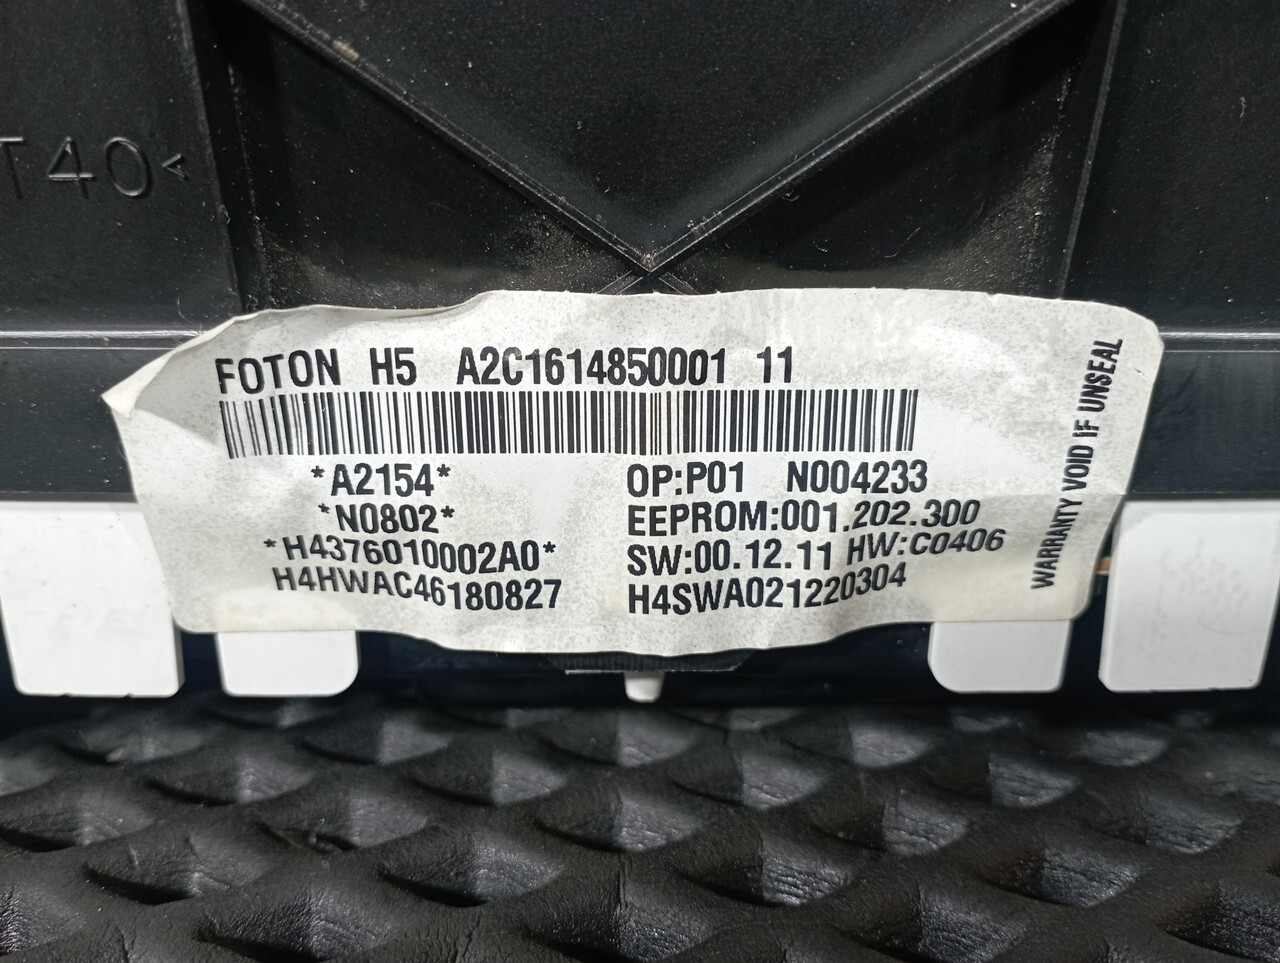 T40<
FOTON H5 A2C1614850001 11
*A2154* OP:P01 N004233
*N0802* EEPROM:001.202.300
*H4376010002A0* SW:00.12.11 HW:C0406
H4HWAC46180827 H4SWA021220304
WARRANTY VOID IF UNSEAL